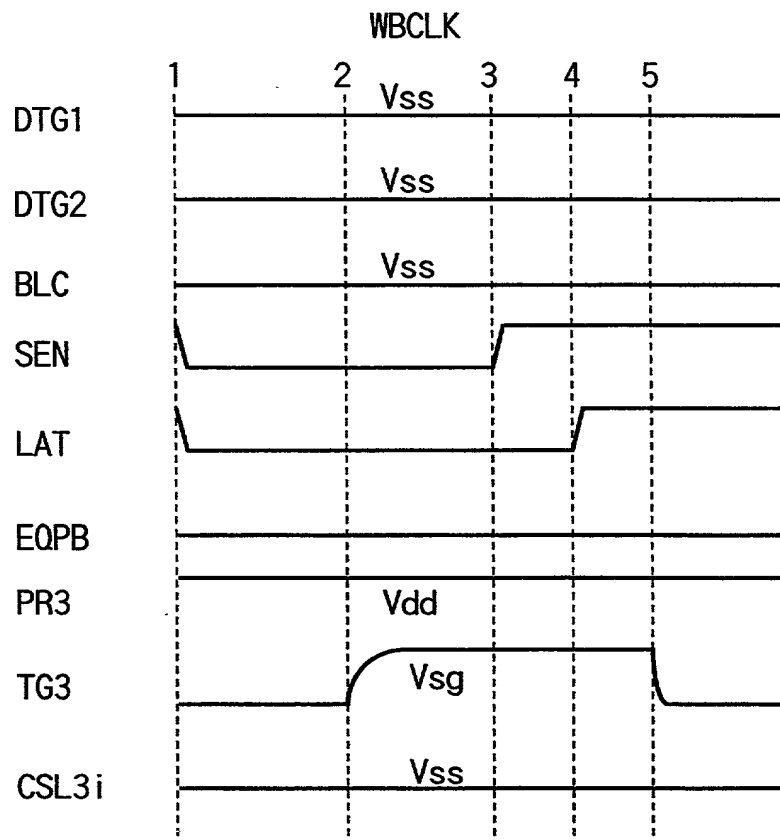 WBCLK
1 2 3 4 5
DTG1 Vss
DTG2 Vss
BLC Vss
SEN
LAT
EQPB
PR3 Vdd
TG3 Vsg
CSL3i Vss